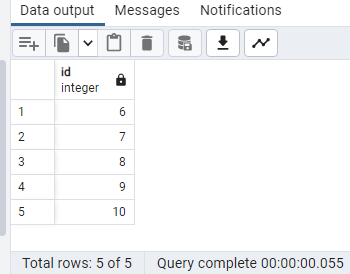 Data output Messages Notifications
id
integer
1 6
2 7
3 8
4 9
5 10
Total rows: 5 of 5 Query complete 00:00:00.055